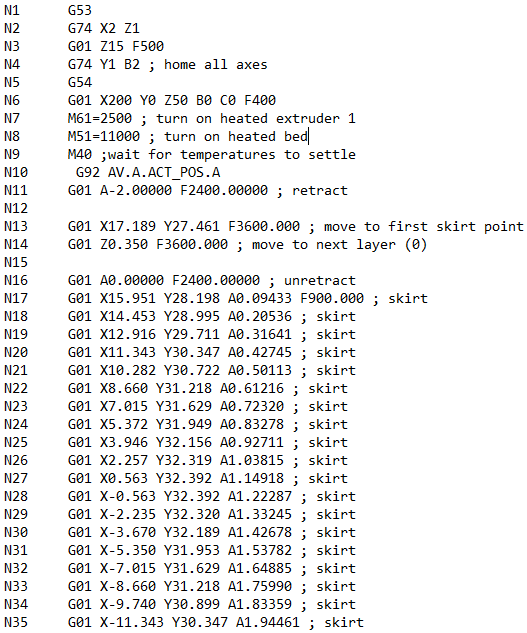 N1 G53
N2 G74 X2 Z1
N3 G01 Z15 F500
N4 G74 Y1 B2 ; home all axes
N5 G54
N6 G01 X200 Y0 Z50 B0 C0 F400
N7 M61=2500 ; turn on heated extruder 1
N8 M51=11000 ; turn on heated bed
N9 M40 ;wait for temperatures to settle
N10 G92 AV.A.ACT_POS.A
N11 G01 A-2.00000 F2400.00000 ; retract
N12
N13 G01 X17.189 Y27.461 F3600.000 ; move to first skirt point
N14 G01 Z0.350 F3600.000 ; move to next layer (0)
N15
N16 G01 A0.00000 F2400.00000 ; unretract
N17 G01 X15.951 Y28.198 A0.09433 F900.000 ; skirt
N18 G01 X14.453 Y28.995 A0.20536 ; skirt
N19 G01 X12.916 Y29.711 A0.31641 ; skirt
N20 G01 X11.343 Y30.347 A0.42745 ; skirt
N21 G01 X10.282 Y30.722 A0.50113 ; skirt
N22 G01 X8.660 Y31.218 A0.61216 ; skirt
N23 G01 X7.015 Y31.629 A0.72320 ; skirt
N24 G01 X5.372 Y31.949 A0.83278 ; skirt
N25 G01 X3.946 Y32.156 A0.92711 ; skirt
N26 G01 X2.257 Y32.319 A1.03815 ; skirt
N27 G01 X0.563 Y32.392 A1.14918 ; skirt
N28 G01 X-0.563 Y32.392 A1.22287 ; skirt
N29 G01 X-2.235 Y32.320 A1.33245 ; skirt
N30 G01 X-3.670 Y32.189 A1.42678 ; skirt
N31 G01 X-5.350 Y31.953 A1.53782 ; skirt
N32 G01 X-7.015 Y31.629 A1.64885 ; skirt
N33 G01 X-8.660 Y31.218 A1.75990 ; skirt
N34 G01 X-9.740 Y30.899 A1.83359 ; skirt
N35 G01 X-11.343 Y30.347 A1.94461 ; skirt